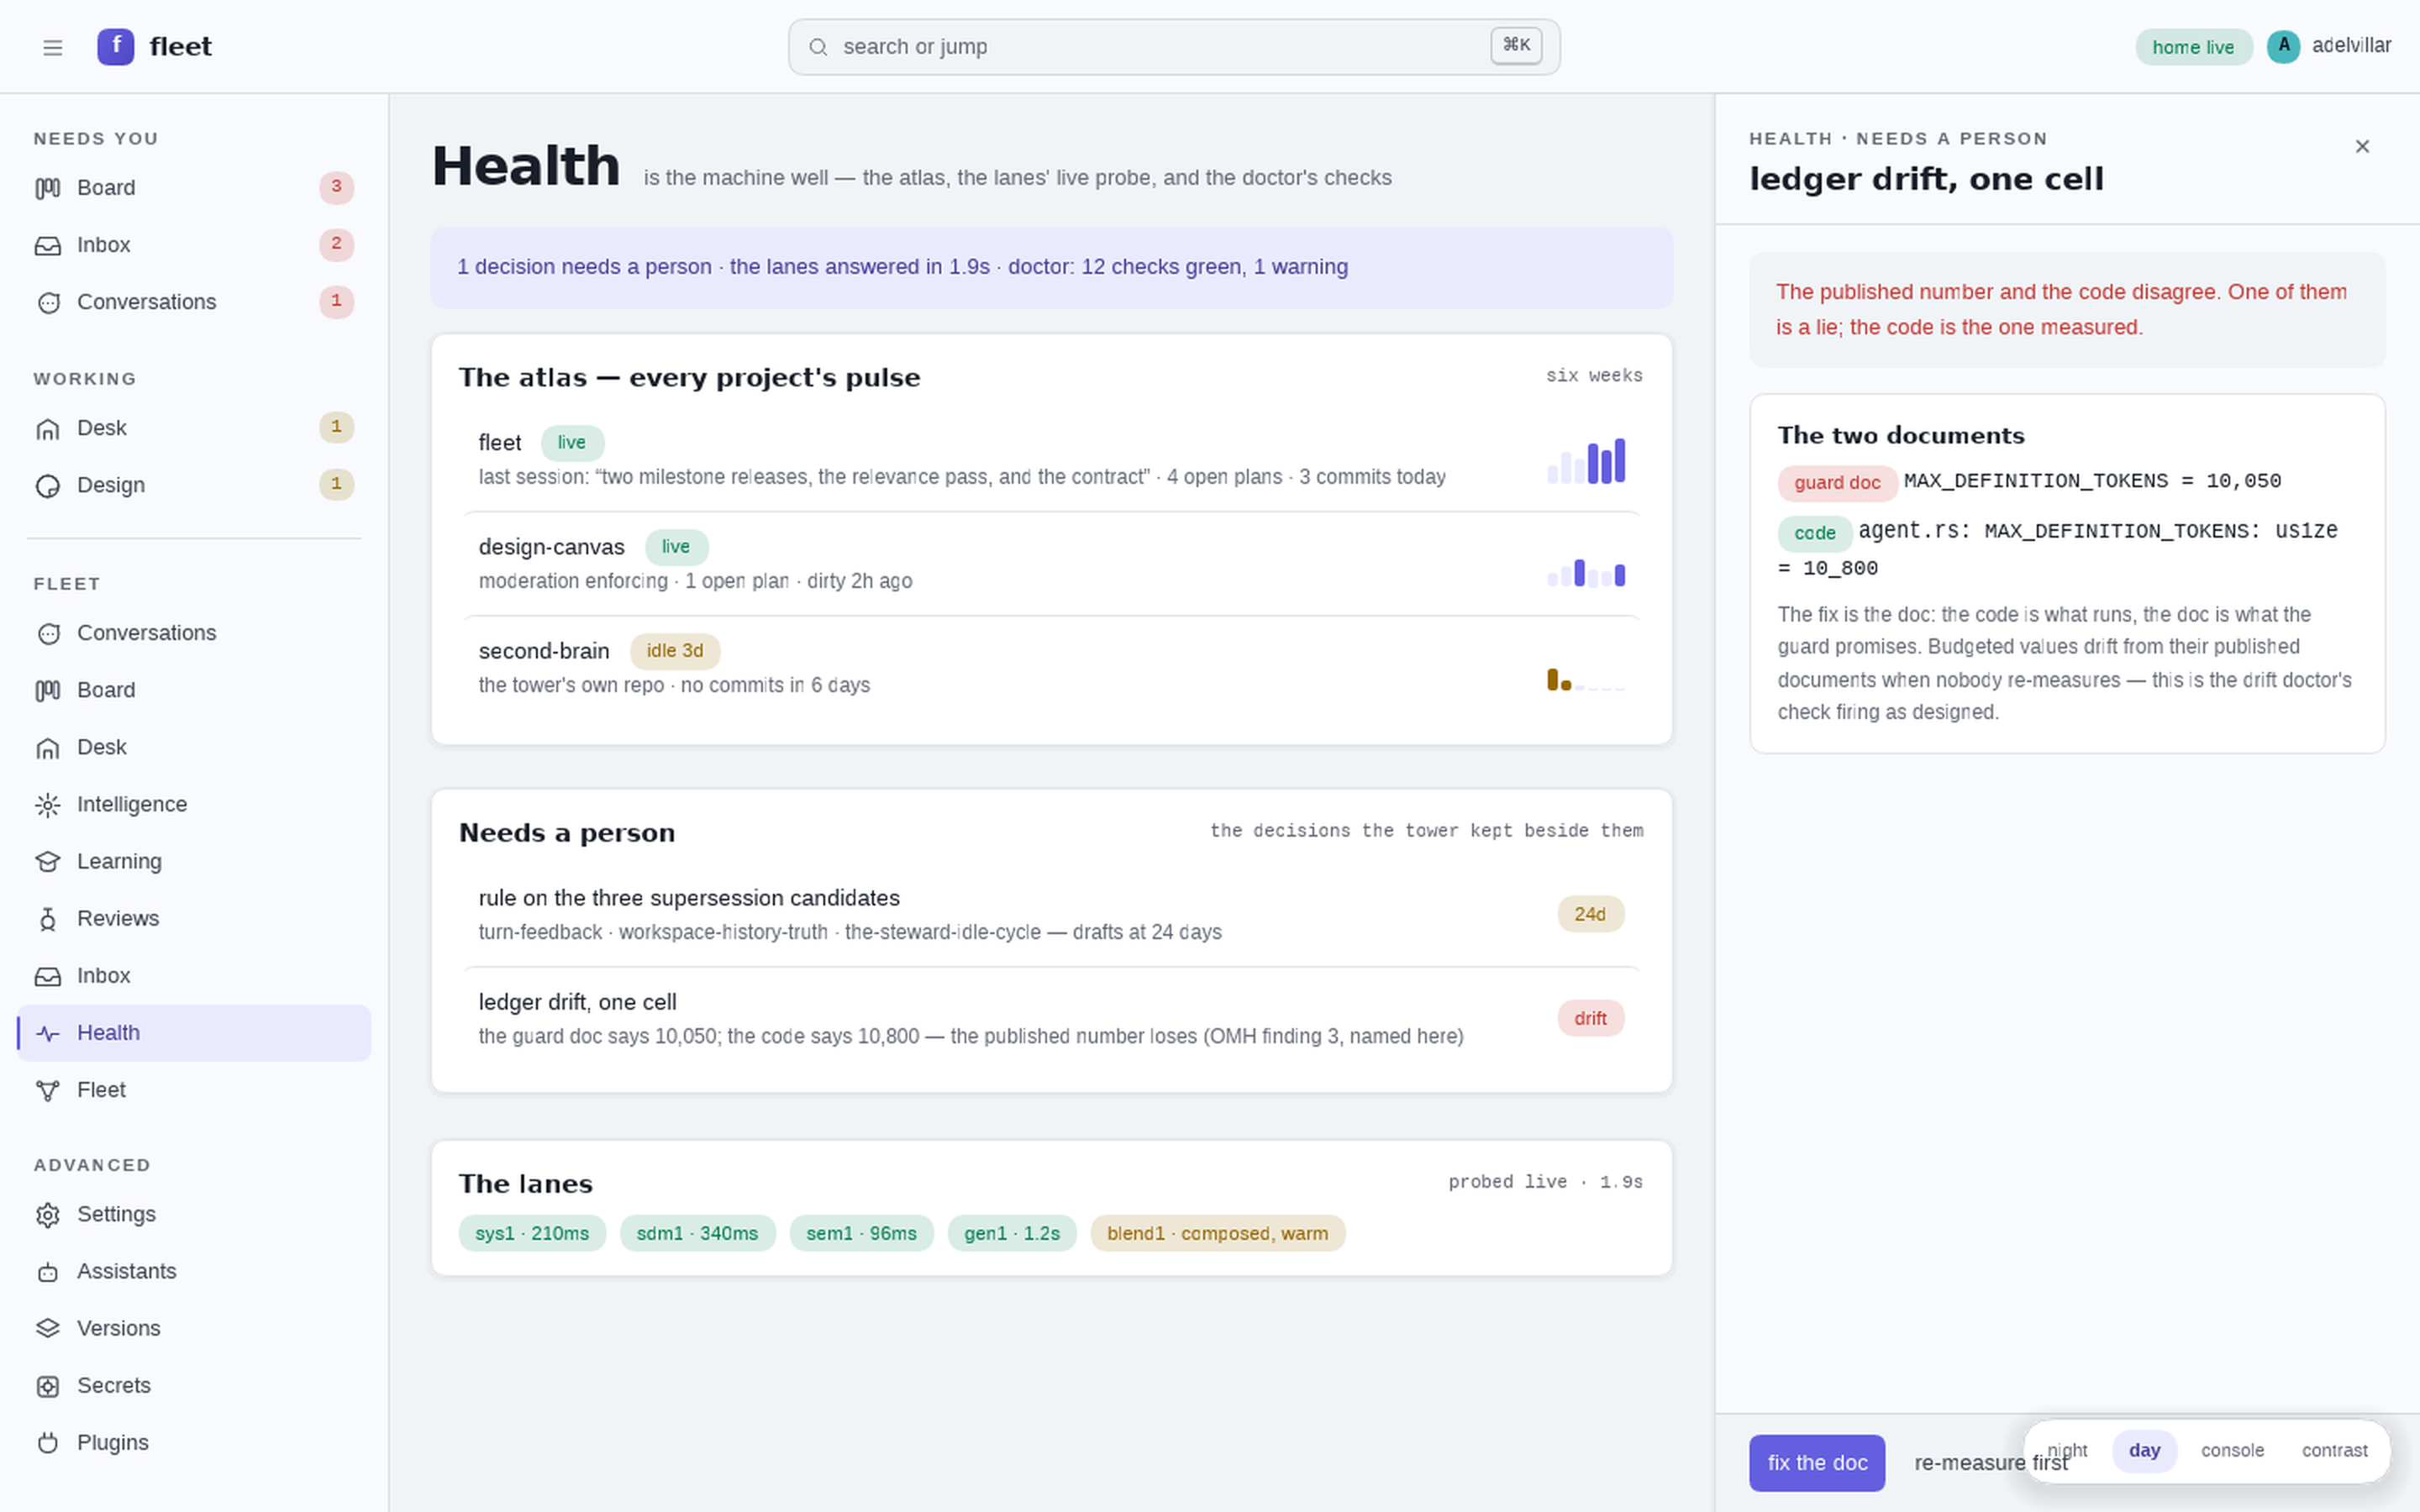 f fleet
search or jump
⌘K
home live
A adelvillar
NEEDS YOU
Board 3
Inbox 2
Conversations 1
WORKING
Desk 1
Design 1
FLEET
Conversations
Board
Desk
Intelligence
Learning
Reviews
Inbox
Health
Fleet
ADVANCED
Settings
Assistants
Versions
Secrets
Plugins
Health is the machine well — the atlas, the lanes' live probe, and the doctor's checks
1 decision needs a person · the lanes answered in 1.9s · doctor: 12 checks green, 1 warning
The atlas — every project's pulse
six weeks
fleet live
last session: “two milestone releases, the relevance pass, and the contract” · 4 open plans · 3 commits today
design-canvas live
moderation enforcing · 1 open plan · dirty 2h ago
second-brain idle 3d
the tower's own repo · no commits in 6 days
Needs a person
the decisions the tower kept beside them
rule on the three supersession candidates
turn-feedback · workspace-history-truth · the-steward-idle-cycle — drafts at 24 days
24d
ledger drift, one cell
the guard doc says 10,050; the code says 10,800 — the published number loses (OMH finding 3, named here)
drift
The lanes
probed live · 1.9s
sys1 · 210ms
sdm1 · 340ms
sem1 · 96ms
gen1 · 1.2s
blend1 · composed, warm
HEALTH · NEEDS A PERSON
ledger drift, one cell
×
The published number and the code disagree. One of them
is a lie; the code is the one measured.
The two documents
guard doc MAX_DEFINITION_TOKENS = 10,050
code agent.rs: MAX_DEFINITION_TOKENS: usize
= 10_800
The fix is the doc: the code is what runs, the doc is what the
guard promises. Budgeted values drift from their published
documents when nobody re-measures — this is the drift doctor's
check firing as designed.
fix the doc
re-measure first
night
day
console
contrast